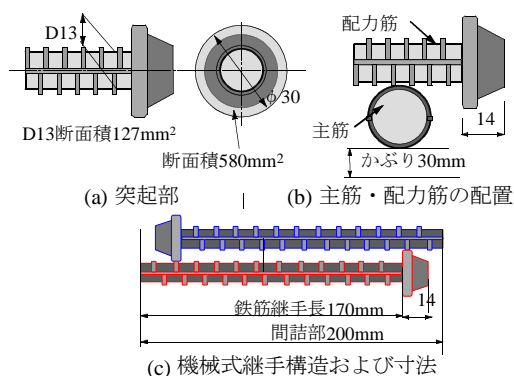 D13
φ30
D13断面積127mm2
断面積580mm2
(a) 突起部
配力筋
主筋
14
かぶり30mm
(b) 主筋・配力筋の配置
鉄筋継手長170mm
14
間詰部200mm
(c) 機械式継手構造および寸法